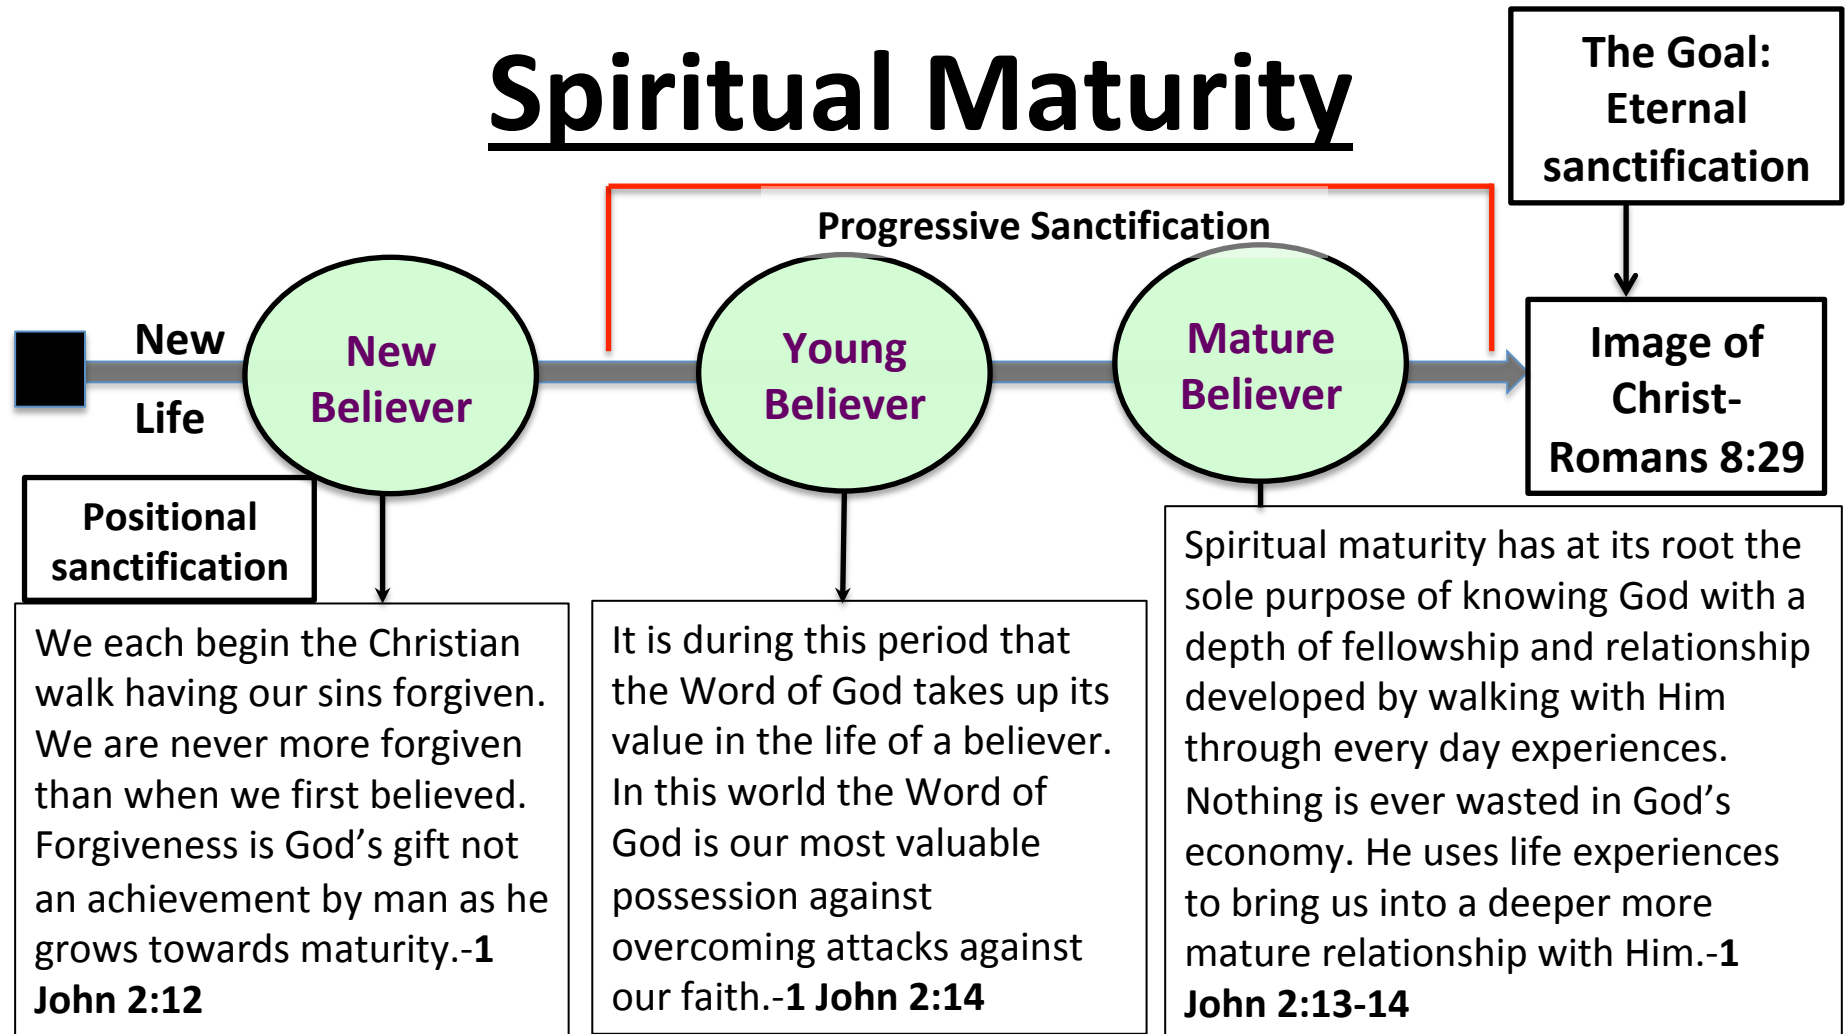 Spiritual Maturity
The Goal:
Eternal
sanctification
Progressive Sanctification
New
Life
New
Believer
Young
Believer
Mature
Believer
Image of
Christ-
Romans 8:29
Positional
sanctification
We each begin the Christian
walk having our sins forgiven.
We are never more forgiven
than when we first believed.
Forgiveness is God’s gift not
an achievement by man as he
grows towards maturity.-1
John 2:12
It is during this period that
the Word of God takes up its
value in the life of a believer.
In this world the Word of
God is our most valuable
possession against
overcoming attacks against
our faith.-1 John 2:14
Spiritual maturity has at its root the
sole purpose of knowing God with a
depth of fellowship and relationship
developed by walking with Him
through every day experiences.
Nothing is ever wasted in God’s
economy. He uses life experiences
to bring us into a deeper more
mature relationship with Him.-1
John 2:13-14